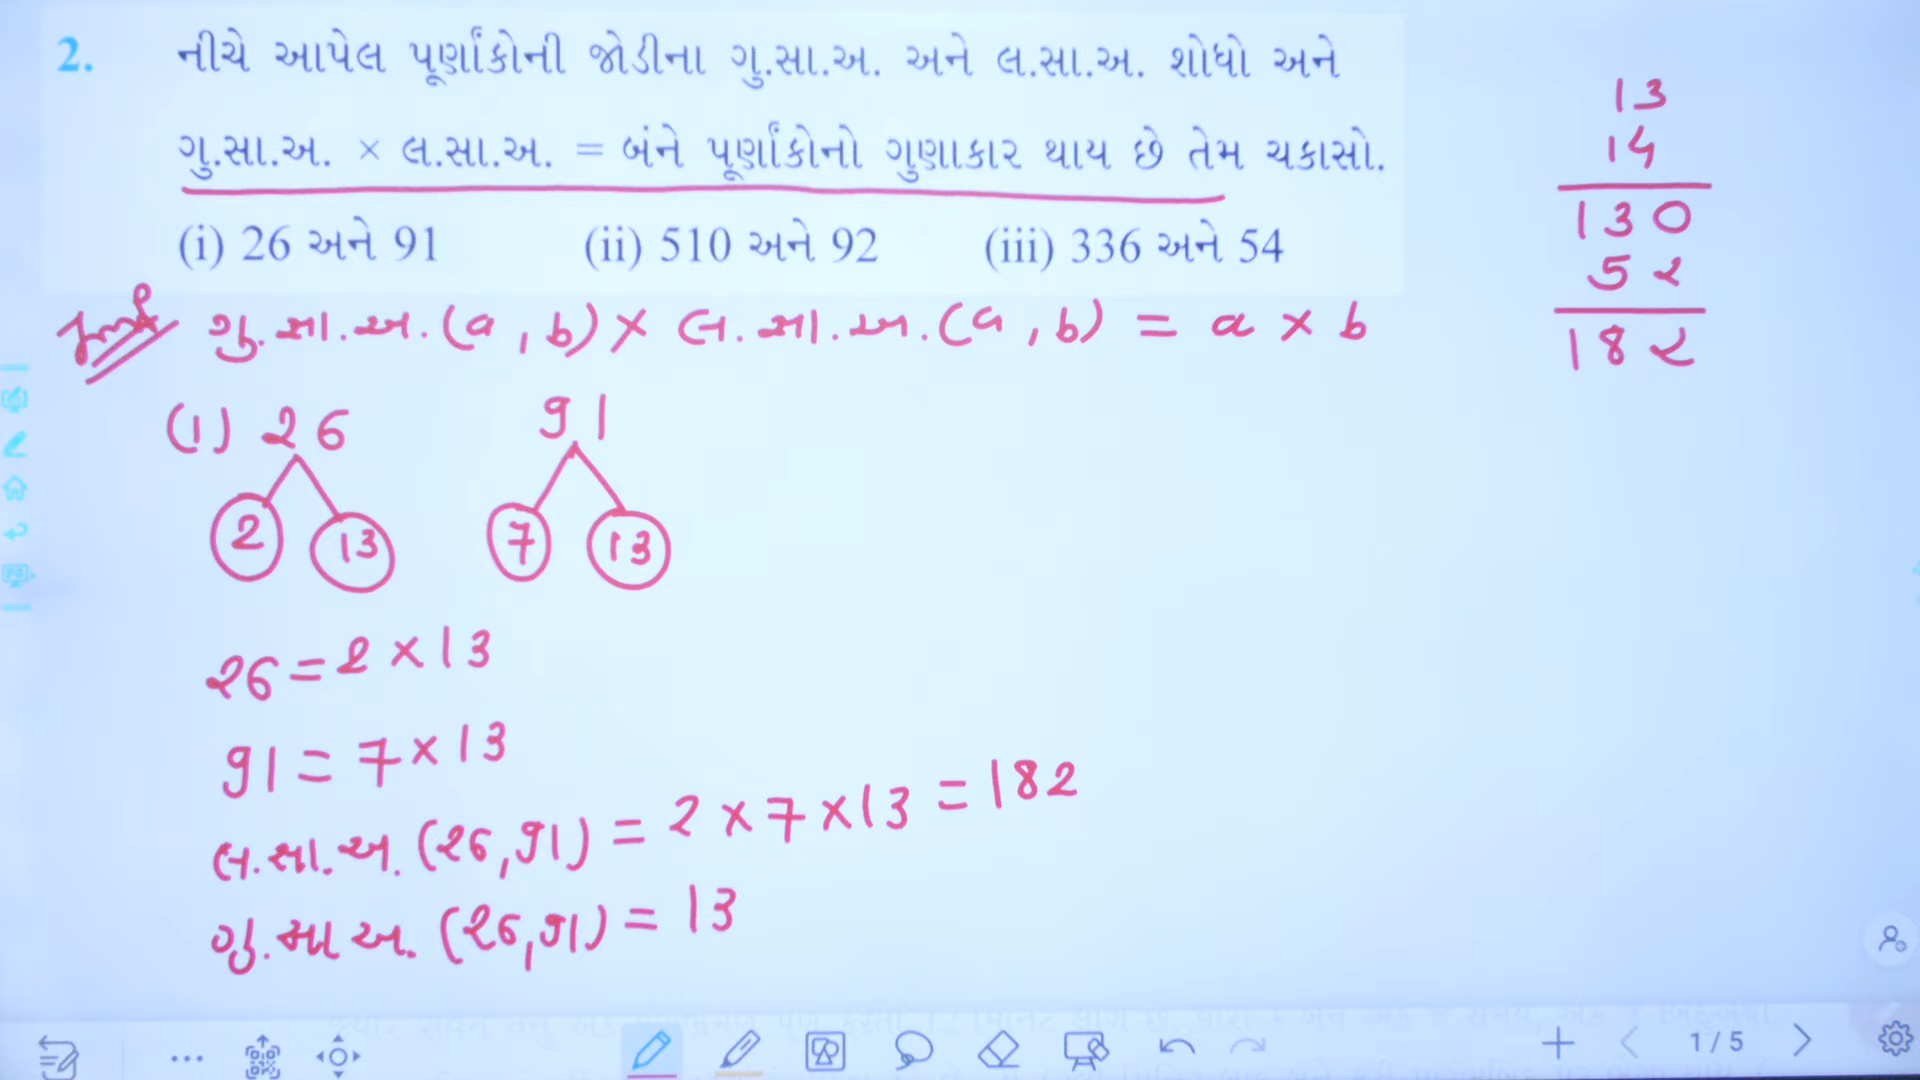 2. નીચે આપેલ પૂર્ણાંકોની જોડીના ગુ.સા.અ. અને લ.સા.અ. શોધો અને
ગુ.સા.અ. × લ.સા.અ. = બંને પૂર્ણાંકોનો ગુણાકાર થાય છે તેમ ચકાસો.
(i) 26 અને 91 (ii) 510 અને 92 (iii) 336 અને 54
13
14
130
52
182
ગુ.સા.અ.(a, b) × લ.સા.અ.(a, b) = a × b
(1) 26 91
2 13 7 13
26 = 2 × 13
91 = 7 × 13
લ.સા.અ. (26, 91) = 2 × 7 × 13 = 182
ગુ.સા.અ. (26, 91) = 13
1 / 5